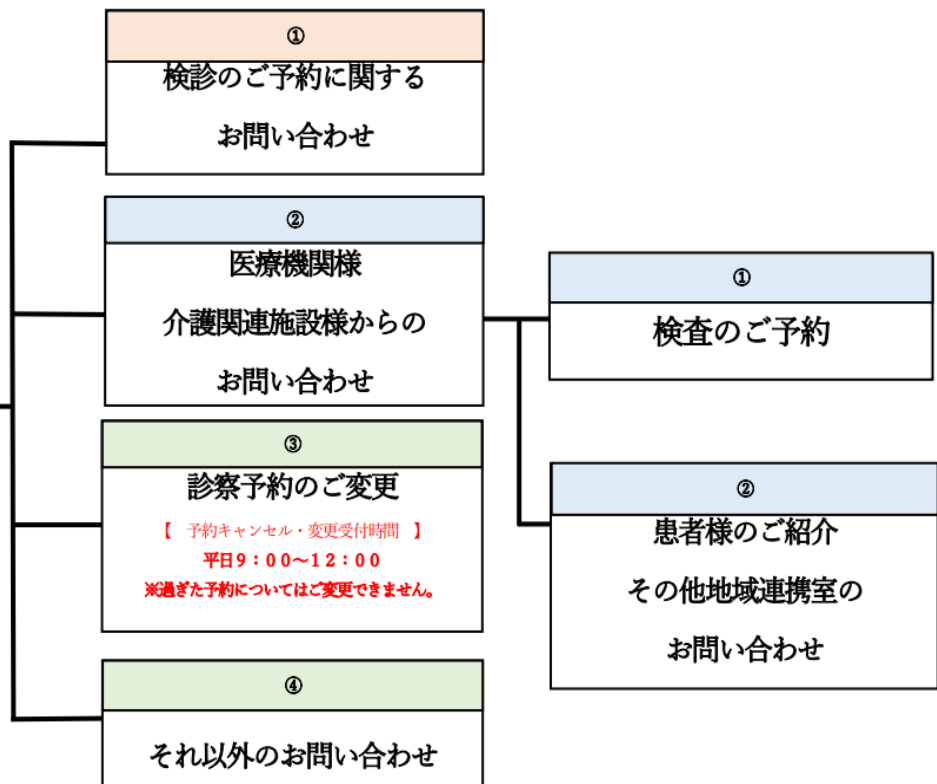 ①
検診のご予約に関する
お問い合わせ
②
医療機関様
介護関連施設様からの
お問い合わせ
①
検査のご予約
②
患者様のご紹介
その他地域連携室の
お問い合わせ
③
診察予約のご変更
【 予約キャンセル・変更受付時間 】
平日9：00～12：00
※過ぎた予約についてはご変更できません。
④
それ以外のお問い合わせ